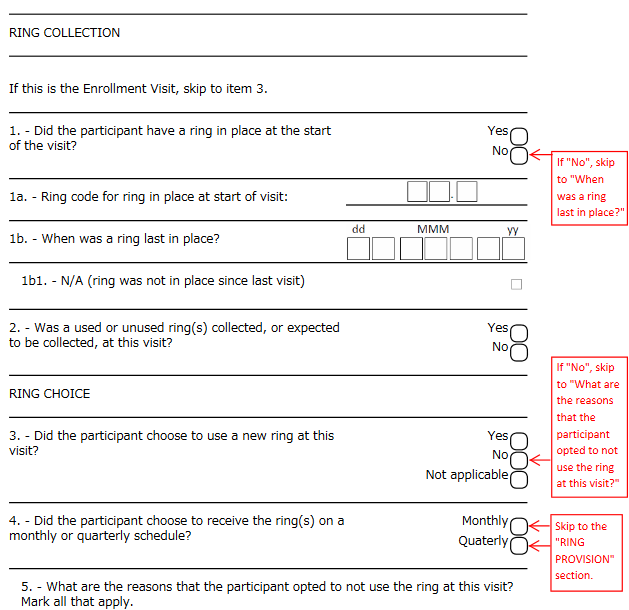 RING COLLECTION
If this is the Enrollment Visit, skip to item 3.
1. - Did the participant have a ring in place at the start
of the visit?
Yes
No
If "No", skip
to "When
was a ring
last in place?"
1a. - Ring code for ring in place at start of visit:
.
1b. - When was a ring last in place?
dd MMM yy
1b1. - N/A (ring was not in place since last visit)
2. - Was a used or unused ring(s) collected, or expected
to be collected, at this visit?
Yes
No
RING CHOICE
3. - Did the participant choose to use a new ring at this
visit?
Yes
No
Not applicable
If "No", skip
to "What are
the reasons
that the
participant
opted to not
use the ring
at this visit?"
4. - Did the participant choose to receive the ring(s) on a
monthly or quarterly schedule?
Monthly
Quaterly
Skip to the
"RING
PROVISION"
section.
5. - What are the reasons that the participant opted to not use the ring at this visit?
Mark all that apply.